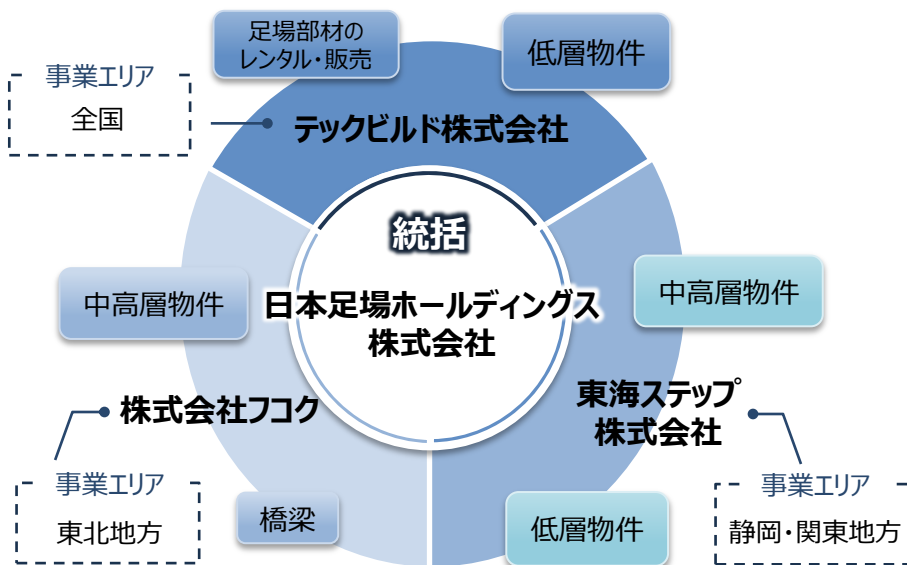 足場部材の
レンタル・販売
低層物件
事業エリア
全国
テックビルド株式会社
統括
日本足場ホールディングス
株式会社
中高層物件
中高層物件
株式会社フコク
東海ステップ
株式会社
事業エリア
東北地方
橋梁
低層物件
事業エリア
静岡・関東地方